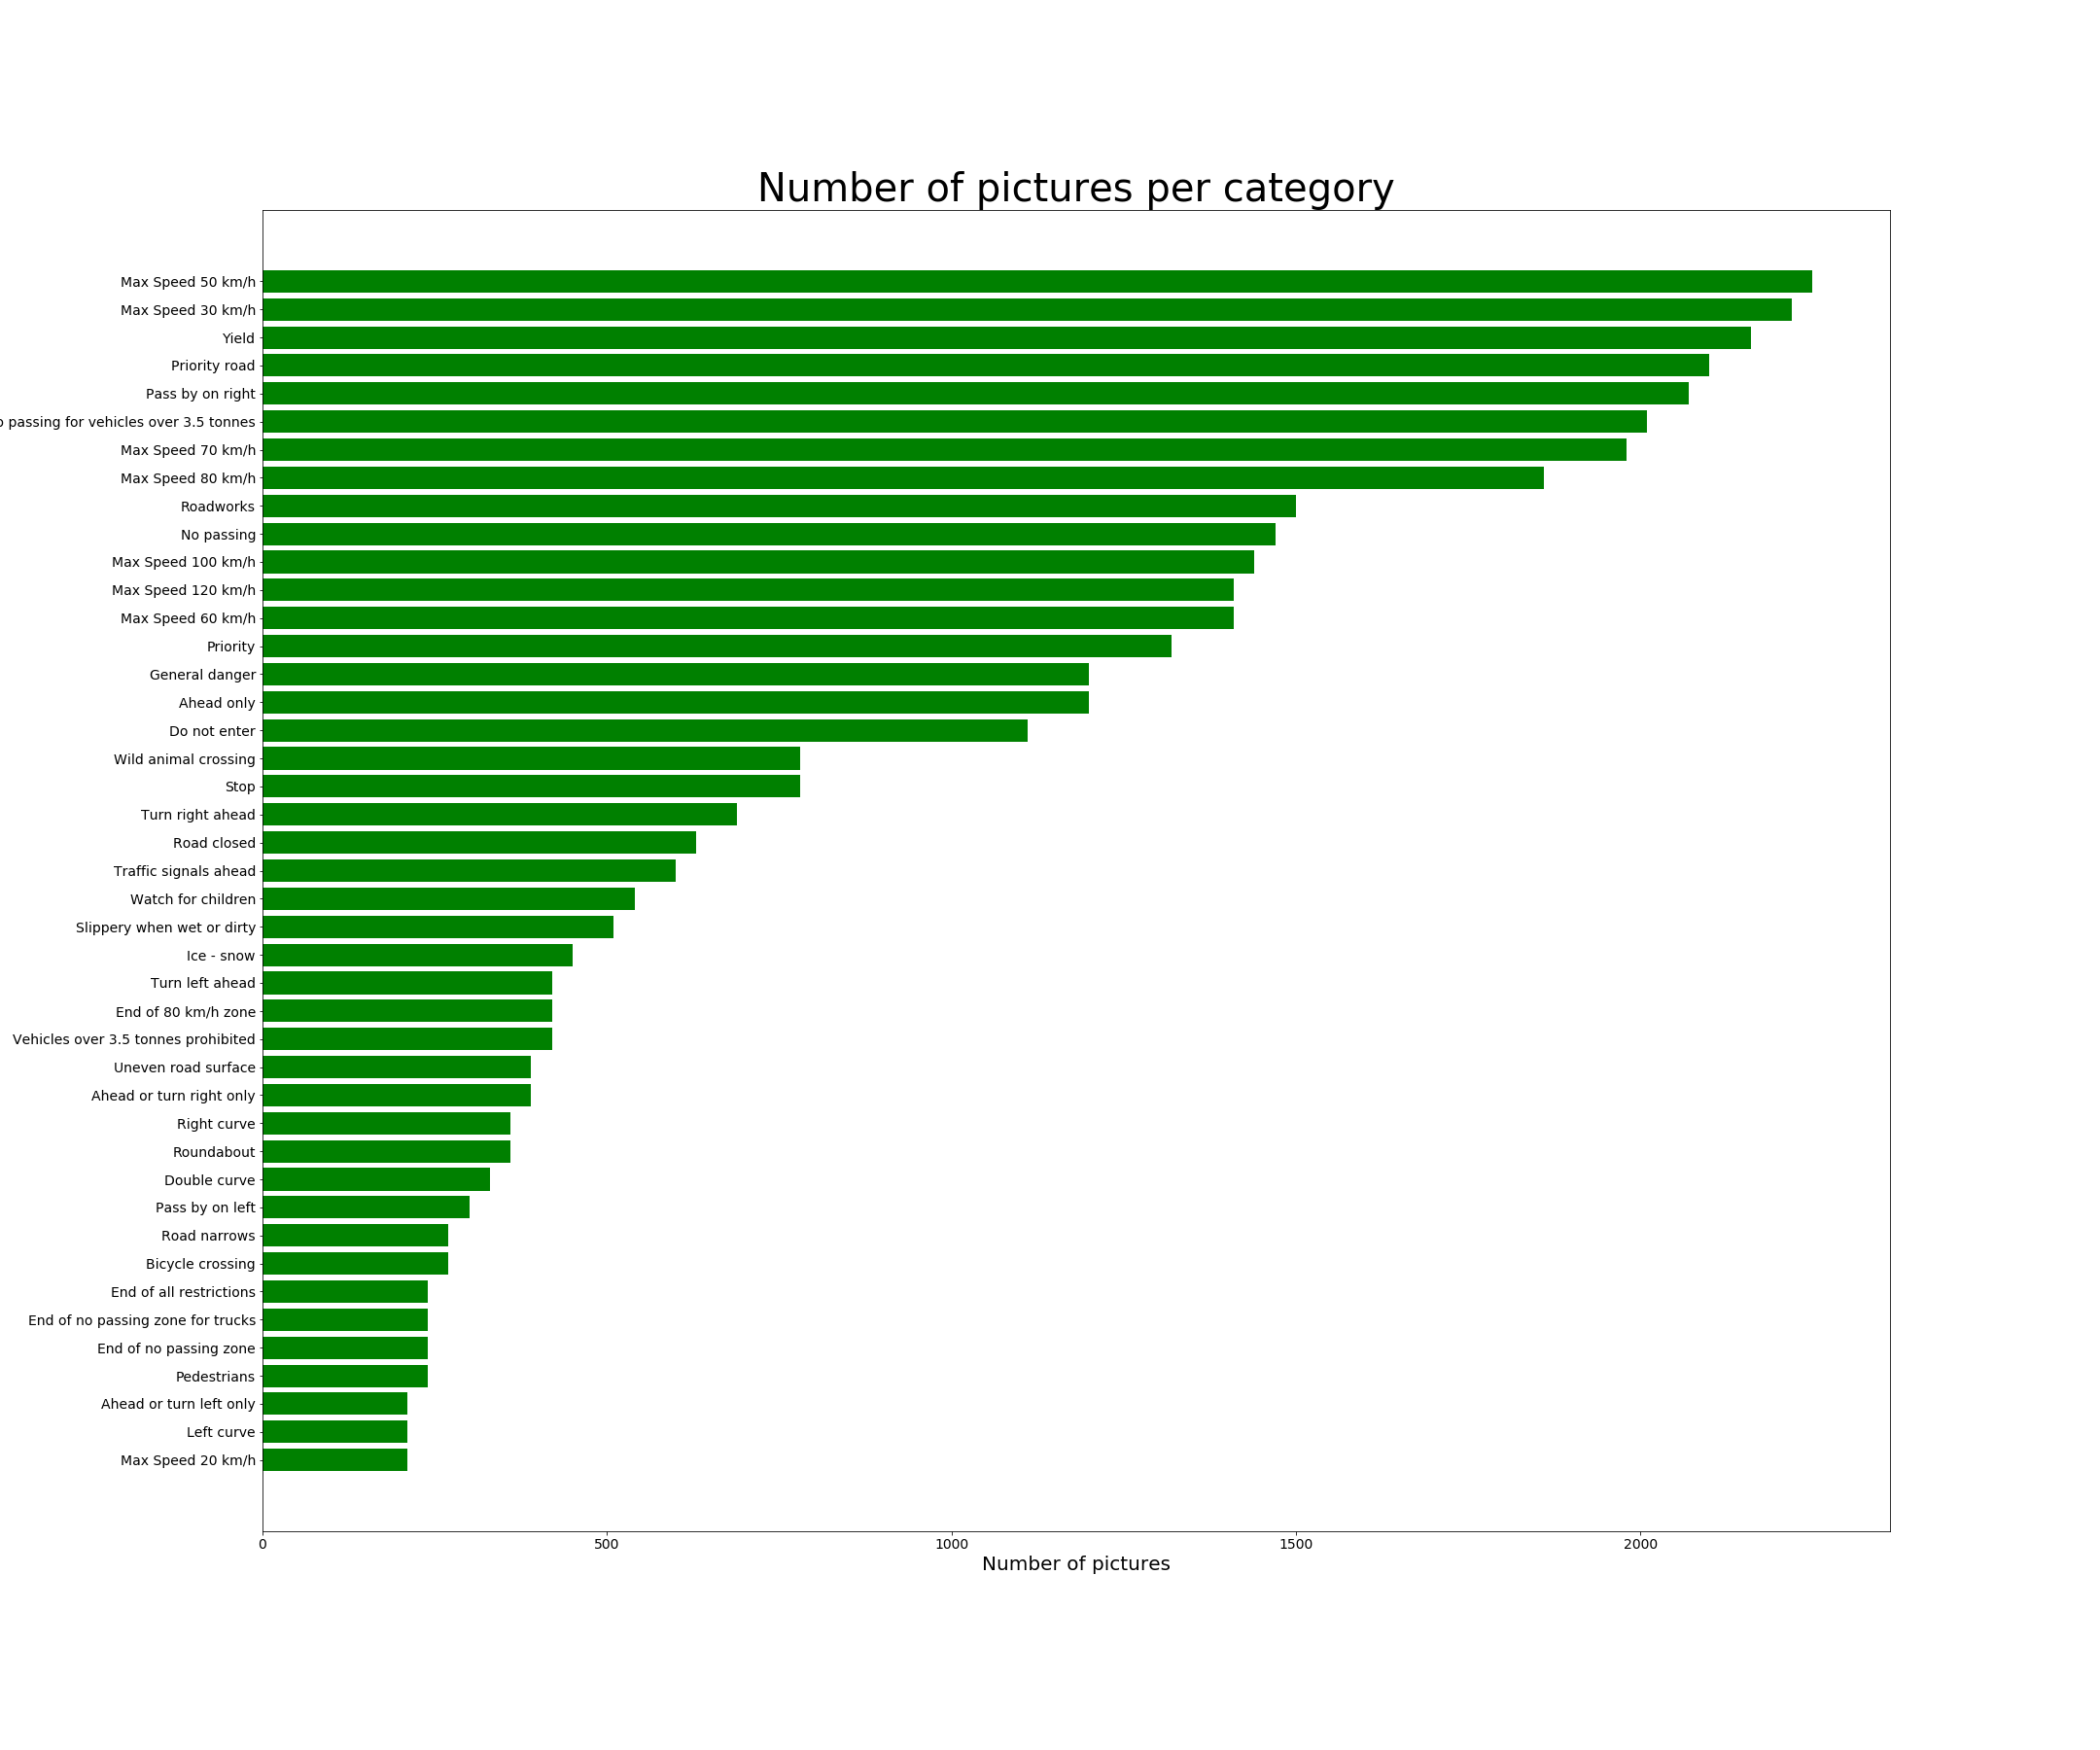 Number of pictures per category
Max Speed 50 km/h
Max Speed 30 km/h
Yield
Priority road
Pass by on right
passing for vehicles over 3.5 tonnes
Max Speed 70 km/h
Max Speed 80 km/h
Roadworks
No passing
Max Speed 100 km/h
Max Speed 120 km/h
Max Speed 60 km/h
Priority
General danger
Ahead only
Do not enter
Wild animal crossing
Stop
Turn right ahead
Road closed
Traffic signals ahead
Watch for children
Slippery when wet or dirty
Ice - snow
Turn left ahead
End of 80 km/h zone
Vehicles over 3.5 tonnes prohibited
Uneven road surface
Ahead or turn right only
Right curve
Roundabout
Double curve
Pass by on left
Road narrows
Bicycle crossing
End of all restrictions
End of no passing zone for trucks
End of no passing zone
Pedestrians
Ahead or turn left only
Left curve
Max Speed 20 km/h
0 500 1000 1500 2000
Number of pictures